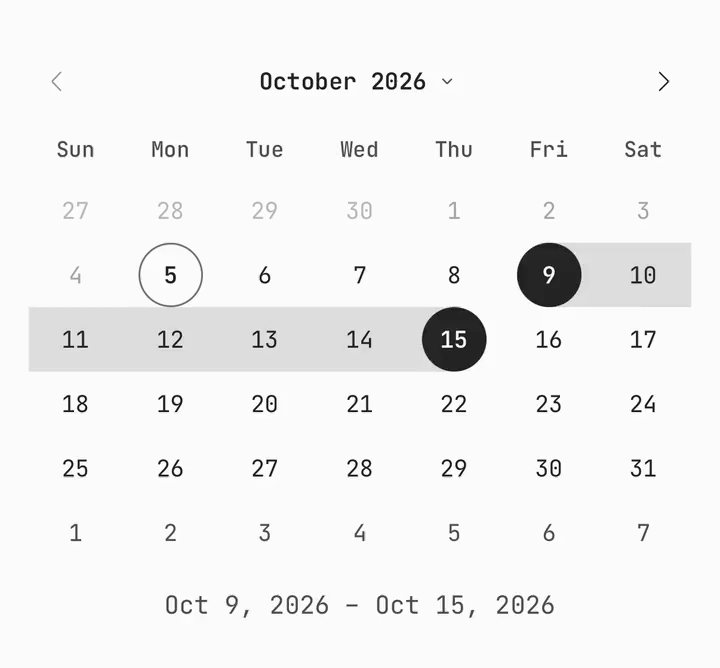 October 2026
Sun Mon Tue Wed Thu Fri Sat
27 28 29 30 1 2 3
4 5 6 7 8 9 10
11 12 13 14 15 16 17
18 19 20 21 22 23 24
25 26 27 28 29 30 31
1 2 3 4 5 6 7
Oct 9, 2026 – Oct 15, 2026